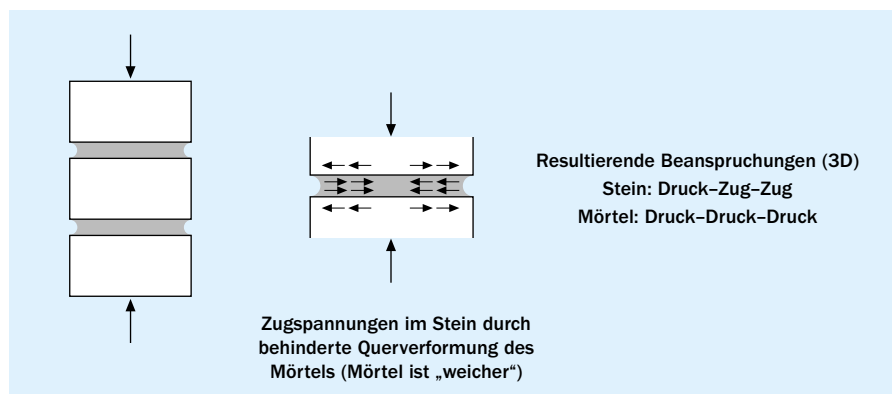 Resultierende Beanspruchungen (3D)
Stein: Druck–Zug–Zug
Mörtel: Druck–Druck–Druck
Zugspannungen im Stein durch
behinderte Querverformung des
Mörtels (Mörtel ist „weicher“)